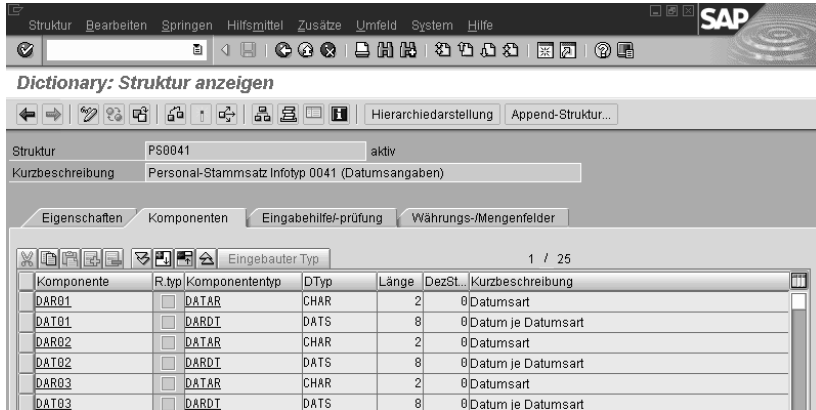 Struktur Bearbeiten Springen Hilfsmittel Zusätze Umfeld System Hilfe
SAP
Dictionary: Struktur anzeigen
Hierarchiedarstellung Append-Struktur...
Struktur PS0041 aktiv
Kurzbeschreibung Personal-Stammsatz Infotyp 0041 (Datumsangaben)
Eigenschaften Komponenten Eingabehilfe/-prüfung Währungs-/Mengenfelder
Eingebauter Typ 1 / 25
Komponente R.typ Komponententyp DTyp Länge DezSt... Kurzbeschreibung
DAR01 DATAR CHAR 2 0 Datumsart
DAT01 DARDT DATS 8 0 Datum je Datumsart
DAR02 DATAR CHAR 2 0 Datumsart
DAT02 DARDT DATS 8 0 Datum je Datumsart
DAR03 DATAR CHAR 2 0 Datumsart
DAT03 DARDT DATS 8 0 Datum je Datumsart